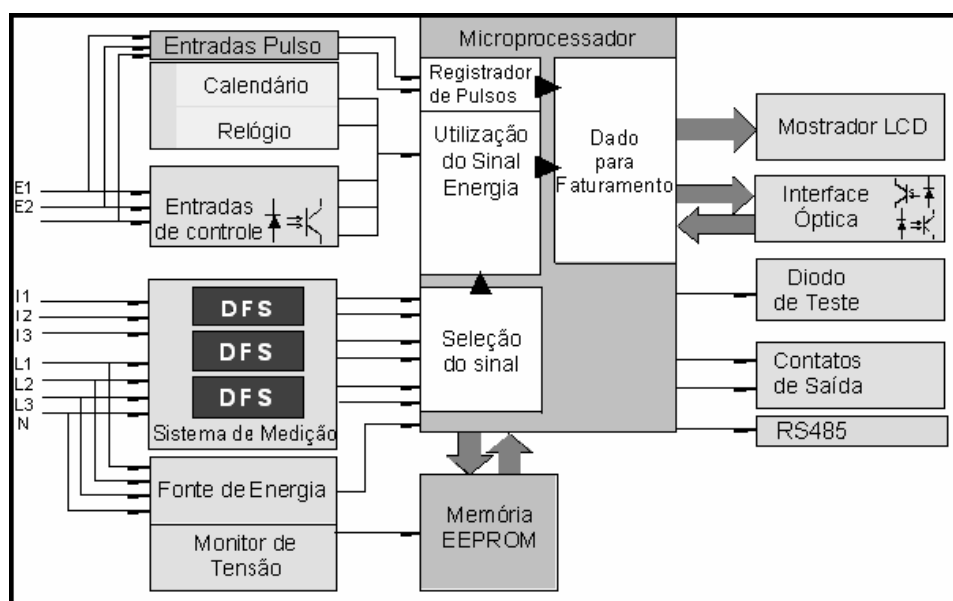 Entradas Pulso
Calendário
Relógio
E1
E2
Entradas
de controle
I1
I2
I3
L1
L2
L3
N
DFS
DFS
DFS
Sistema de Medição
Fonte de Energia
Monitor de
Tensão
Microprocessador
Registrador
de Pulsos
Utilização
do Sinal
Energia
Dado
para
Faturamento
Seleção
do sinal
Memória
EEPROM
Mostrador LCD
Interface
Óptica
Diodo
de Teste
Contatos
de Saída
RS485